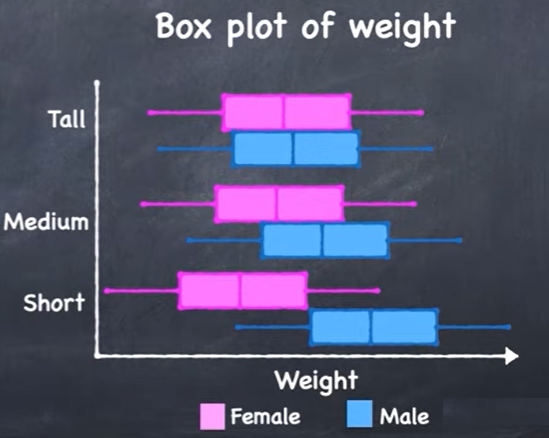 Box plot of weight
Tall
Medium
Short
Weight
Female
Male